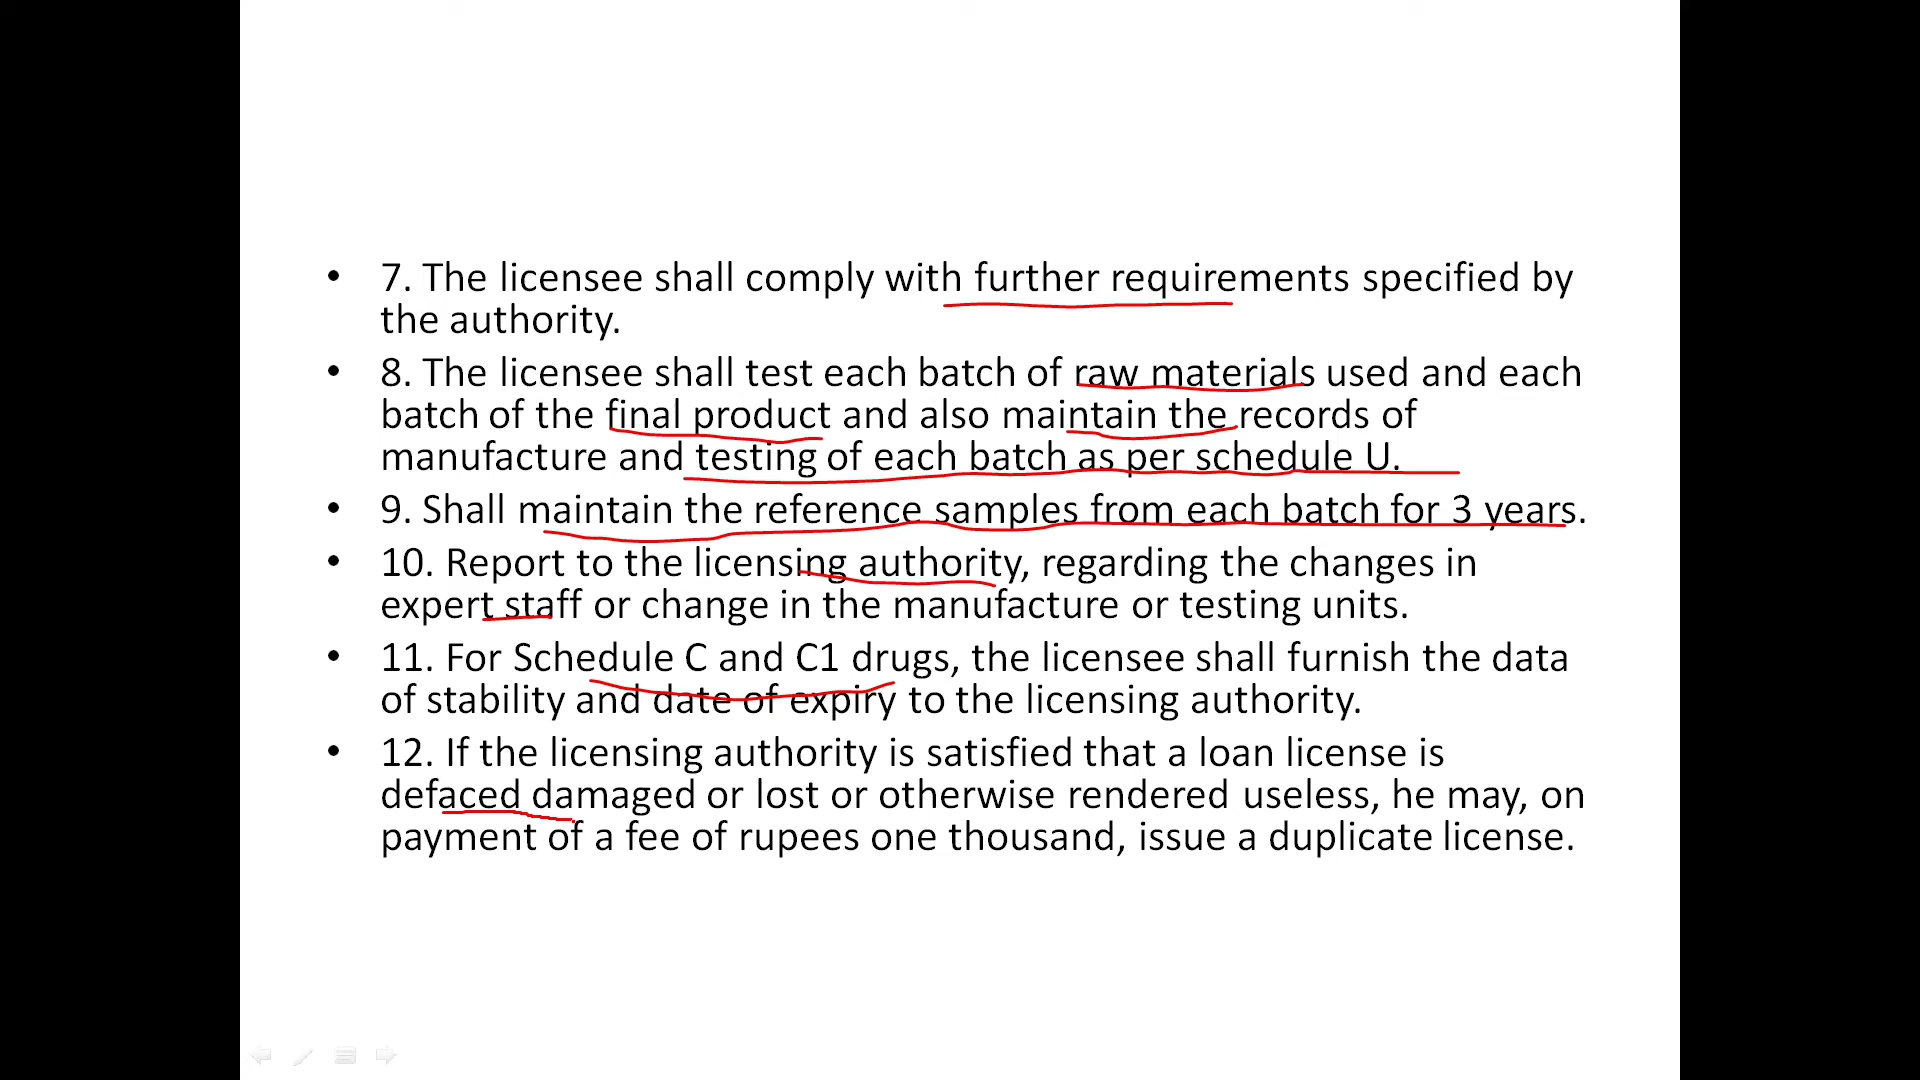 • 7. The licensee shall comply with further requirements specified by
the authority.
• 8. The licensee shall test each batch of raw materials used and each
batch of the final product and also maintain the records of
manufacture and testing of each batch as per schedule U.
• 9. Shall maintain the reference samples from each batch for 3 years.
• 10. Report to the licensing authority, regarding the changes in
expert staff or change in the manufacture or testing units.
• 11. For Schedule C and C1 drugs, the licensee shall furnish the data
of stability and date of expiry to the licensing authority.
• 12. If the licensing authority is satisfied that a loan license is
defaced damaged or lost or otherwise rendered useless, he may, on
payment of a fee of rupees one thousand, issue a duplicate license.